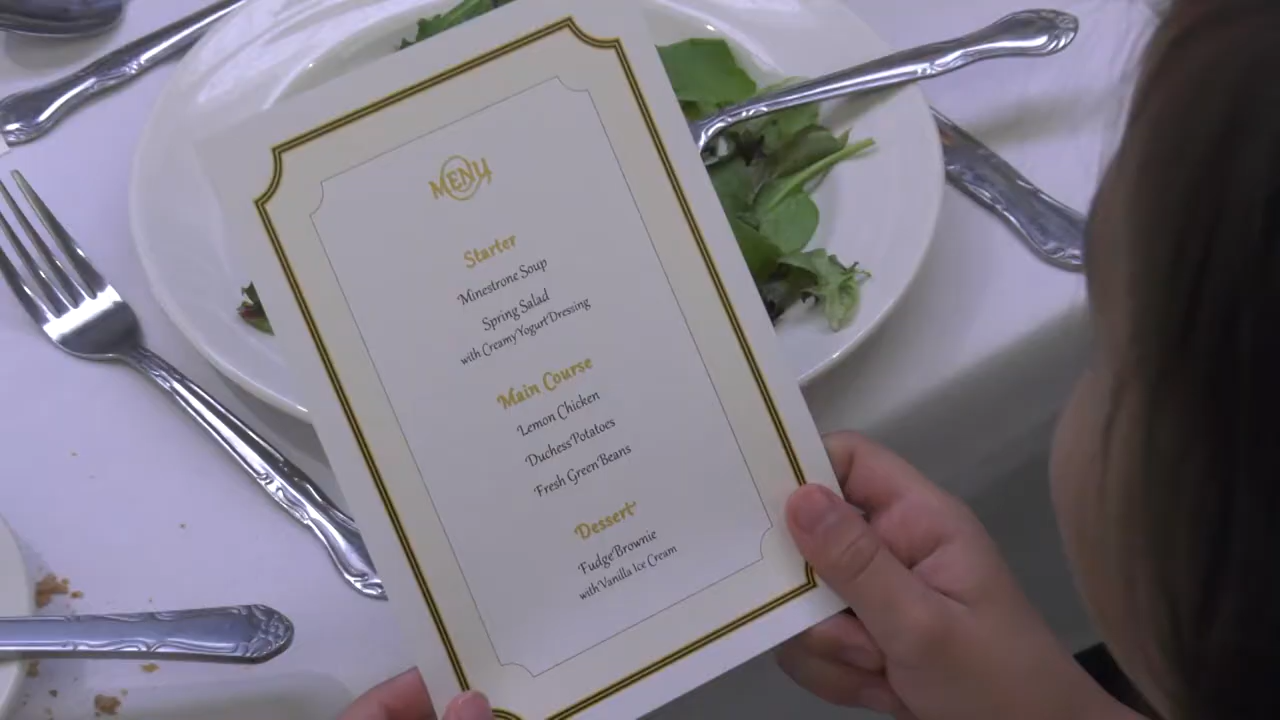 MENU
Starter
Minestrone Soup
Spring Salad
with Creamy Yogurt Dressing
Main Course
Lemon Chicken
Duchess Potatoes
Fresh Green Beans
Dessert
Fudge Brownie
with Vanilla Ice Cream